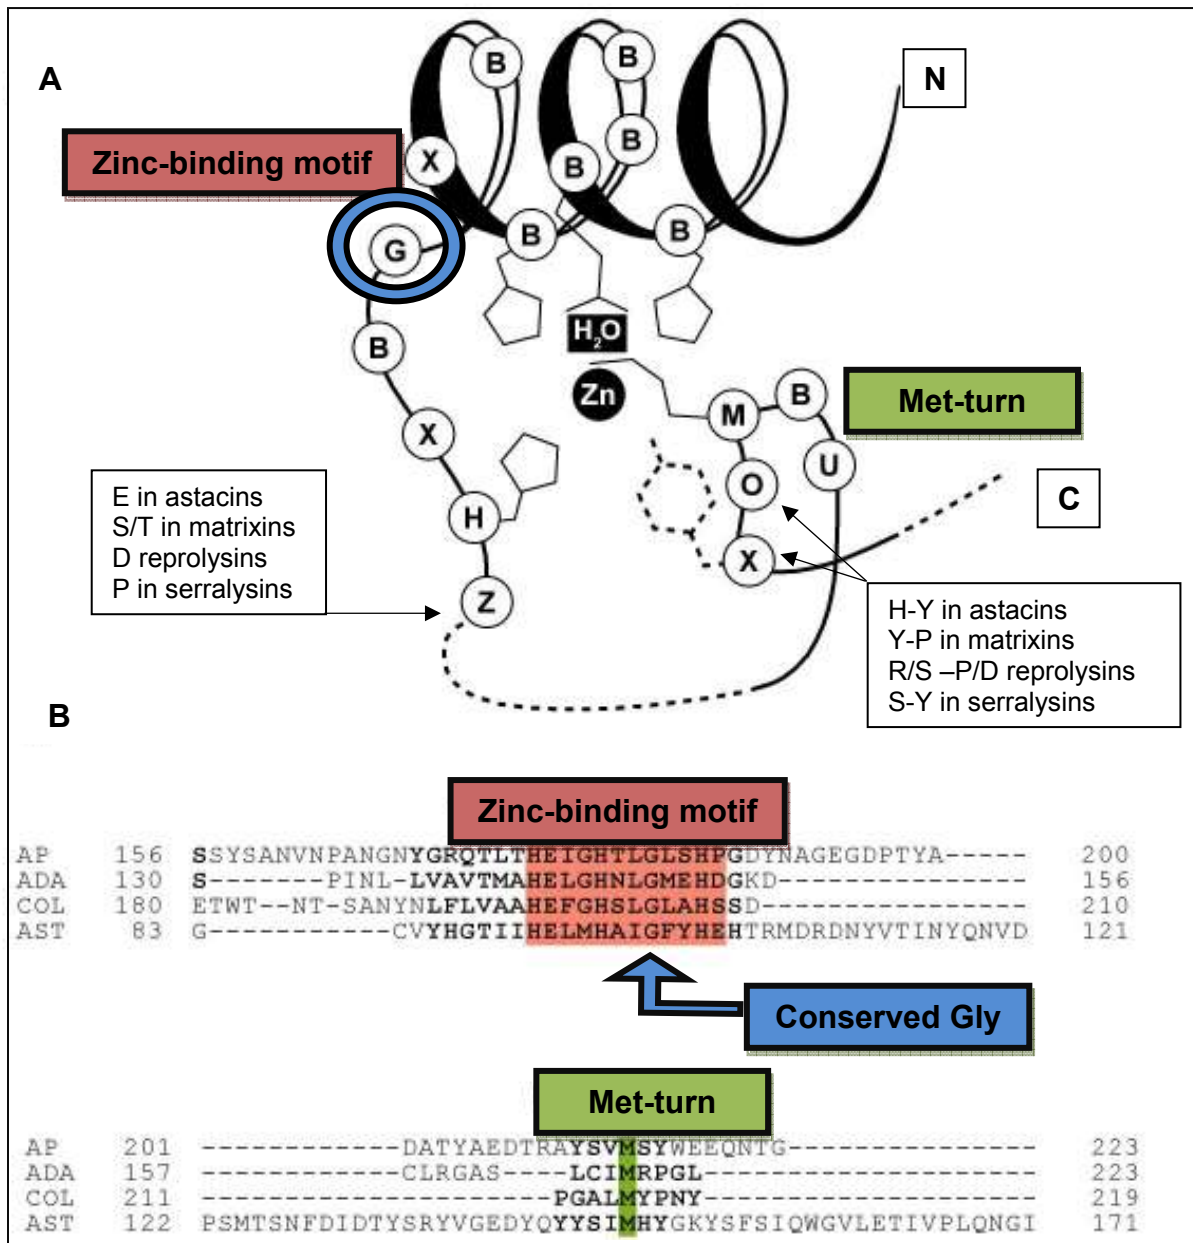 A
N
Zinc-binding motif
B
B
X
B
B
B
B
G
H2O
B
Zn
M
B
Met-turn
X
U
O
C
H
X
Z
E in astacins
S/T in matrixins
D reprolysins
P in serralysins
H-Y in astacins
Y-P in matrixins
R/S –P/D reprolysins
S-Y in serralysins
B
Zinc-binding motif
AP 156 SSYSANVNPANGNYGRQTLTHEIGHTLGLSHPGDYNAGEGDPTYA----- 200
ADA 130 S-------PINL-LVAVTMAHELGHNLGMEHDGKD--------------- 156
COL 180 ETWT--NT-SANYNLFLVAAHEFGHSLGLAHSSD---------------- 210
AST 83 G-----------CVYHGTIIHELMHAIGFYHEHTRMDRDNYVTINYQNVD 121
Conserved Gly
Met-turn
AP 201 ------------DATYAEDTRAYSVMSYWEEQNTG--------------- 223
ADA 157 ------------CLRGAS----LCIMRPGL-------------------- 223
COL 211 ---------------------PGALMYPNY-------------------- 219
AST 122 PSMTSNFDIDTYSRYVGEDYQYYSIMHYGKYSFSIQWGVLETIVPLQNGI 171